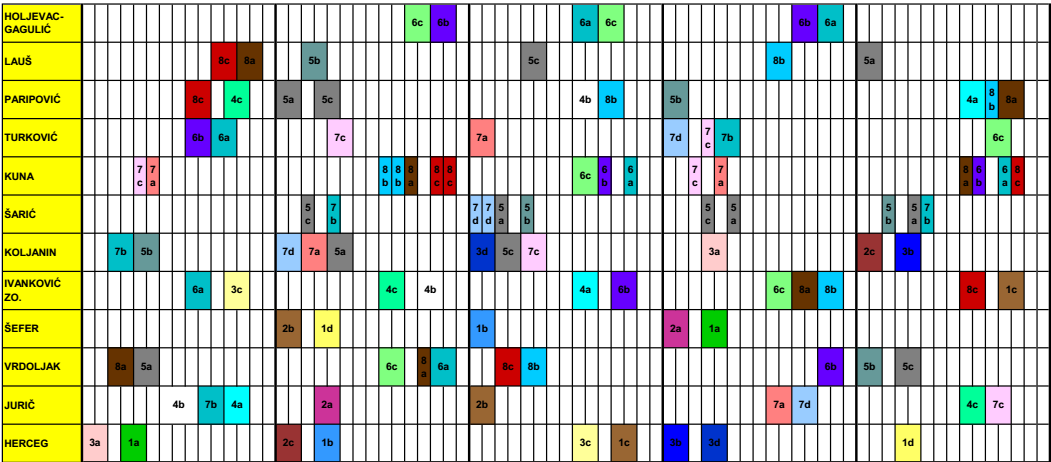 HOLJEVAC-GAGULIĆ 6c 6b 6a 6c 6b 6a
LAUŠ 8c 8a 5b 5c 8b 5a
PARIPOVIĆ 8c 4c 5a 5c 4b 8b 5b 4a 8b 8a
TURKOVIĆ 6b 6a 7c 7a 7d 7c 7b 6c
KUNA 7c 7a 8b 8b 8a 8c 8c 6c 6b 6a 7c 7a 8a 6b 6a 8c
ŠARIĆ 5c 7b 7d 7d 5a 5b 5c 5a 5b 5a 7b
KOLJANIN 7b 5b 7d 7a 5a 3d 5c 7c 3a 2c 3b
IVANKOVIĆ ZO. 6a 3c 4c 4b 4a 6b 6c 8a 8b 8c 1c
ŠEFER 2b 1d 1b 2a 1a
VRDOLJAK 8a 5a 6c 8a 6a 8c 8b 6b 5b 5c
JURIČ 4b 7b 4a 2a 2b 7a 7d 4c 7c
HERCEG 3a 1a 2c 1b 3c 1c 3b 3d 1d